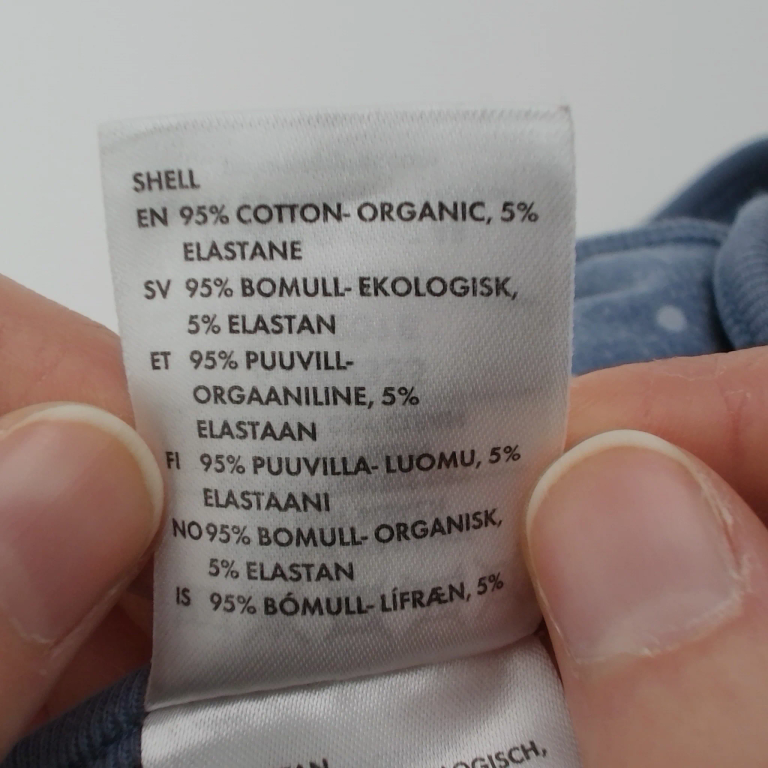 SHELL
EN 95% COTTON- ORGANIC, 5%
ELASTANE
SV 95% BOMULL- EKOLOGISK,
5% ELASTAN
ET 95% PUUVILL-
ORGAANILINE, 5%
ELASTAAN
FI 95% PUUVILLA- LUOMU, 5%
ELASTAANI
NO 95% BOMULL- ORGANISK,
5% ELASTAN
IS 95% BÓMULL- LÍFRÆN, 5%